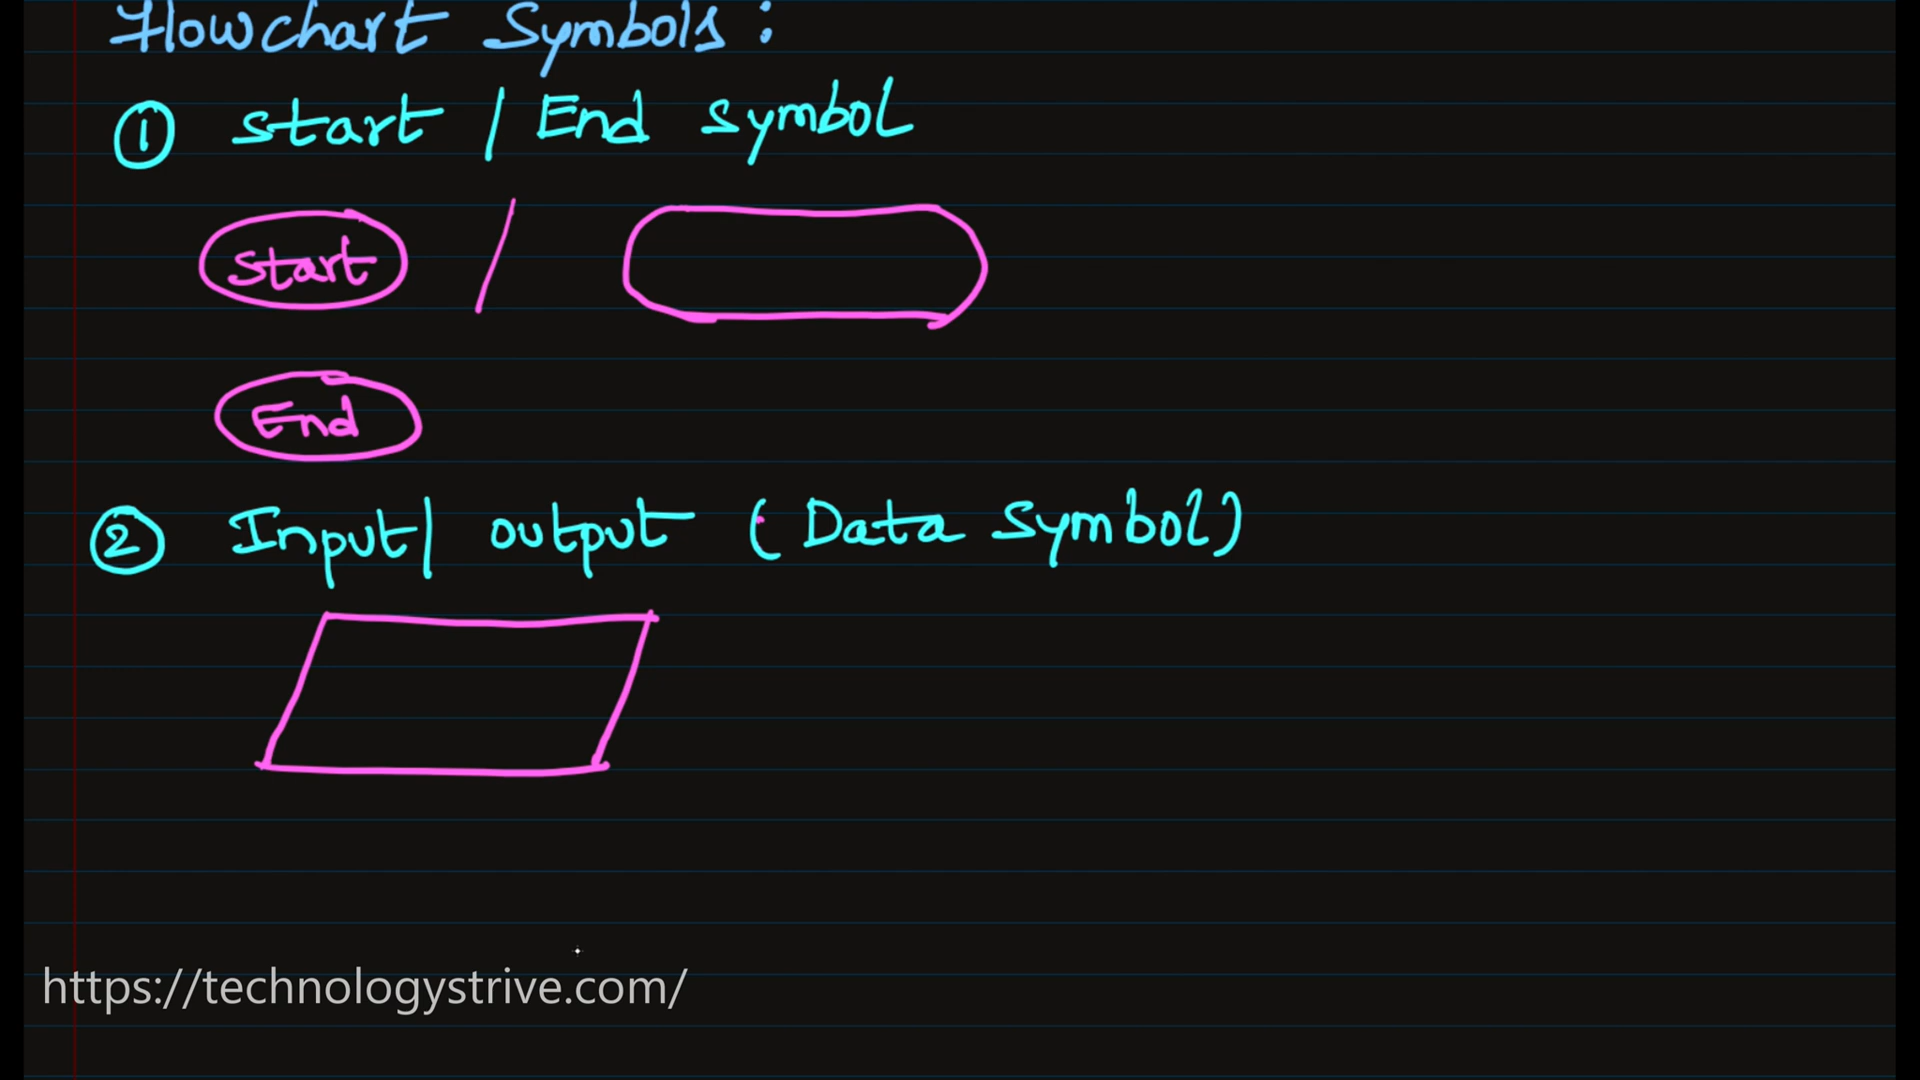 Flowchart Symbols :
① Start / End Symbol
Start /
End
② Input/ output (Data Symbol)
https://technologystrive.com/